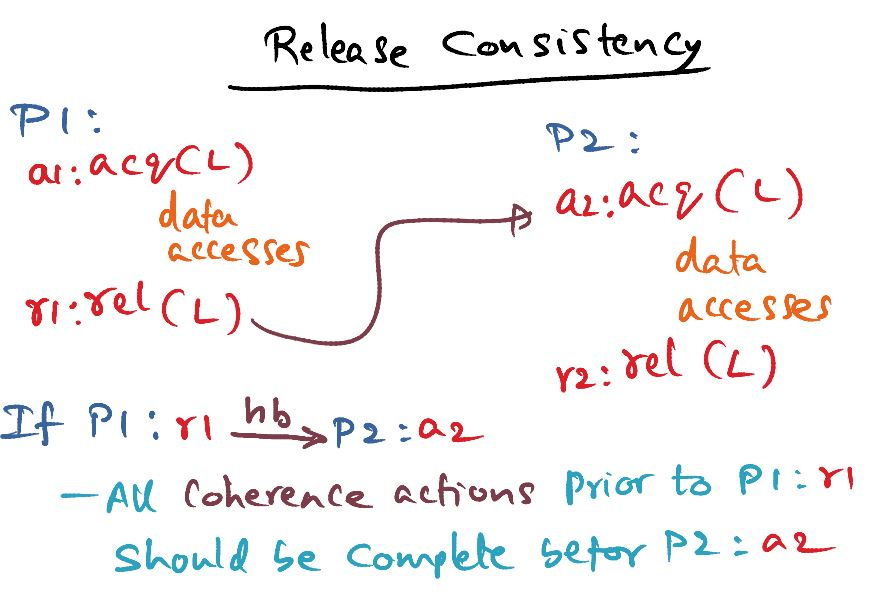 Release Consistency
P1:
a1:acq(L)
data
accesses
r1:rel(L)
P2:
a2:acq(L)
data
accesses
r2:rel(L)
If P1:r1 hb P2:a2
- All Coherence actions Prior to P1:r1
Should be Complete befor P2:a2